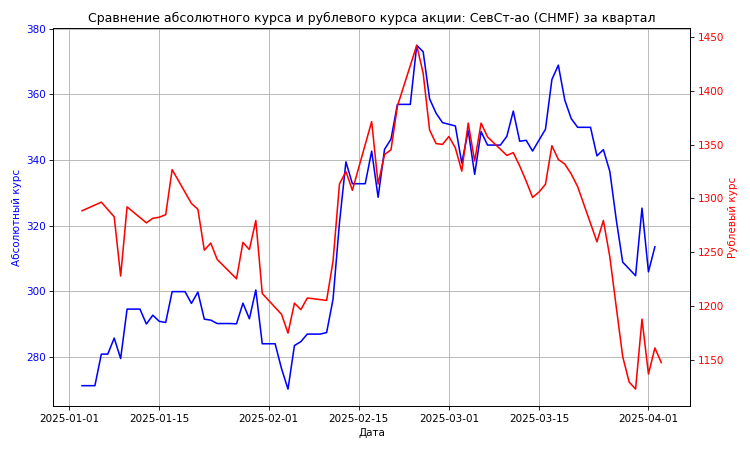 Сравнение абсолютного курса и рублевого курса акции: СевСт-ао (CHMF) за квартал
380
360
340
320
300
280
Абсолютный курс
1450
1400
1350
1300
1250
1200
1150
Рублевый курс
2025-01-01 2025-01-15 2025-02-01 2025-02-15 2025-03-01 2025-03-15 2025-04-01
Дата